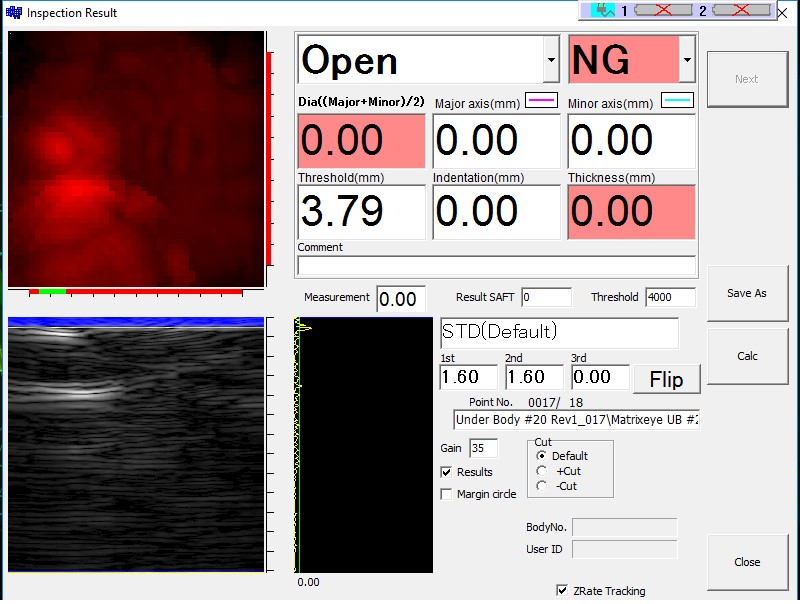 Inspection Result
1 2
Open NG
Next
Dia((Major+Minor)/2) Major axis(mm) Minor axis(mm)
0.00 0.00 0.00
Threshold(mm) Indentation(mm) Thickness(mm)
3.79 0.00 0.00
Comment
Measurement 0.00 Result SAFT 0 Threshold 4000
Save As
STD(Default)
Calc
1st 2nd 3rd
1.60 1.60 0.00 Flip
Point No. 0017/ 18
Under Body #20 Rev1_017\Matrixeye UB #2
Gain 35
Cut
Default
Results
+Cut
-Cut
Margin circle
BodyNo.
User ID
Close
0.00
ZRate Tracking